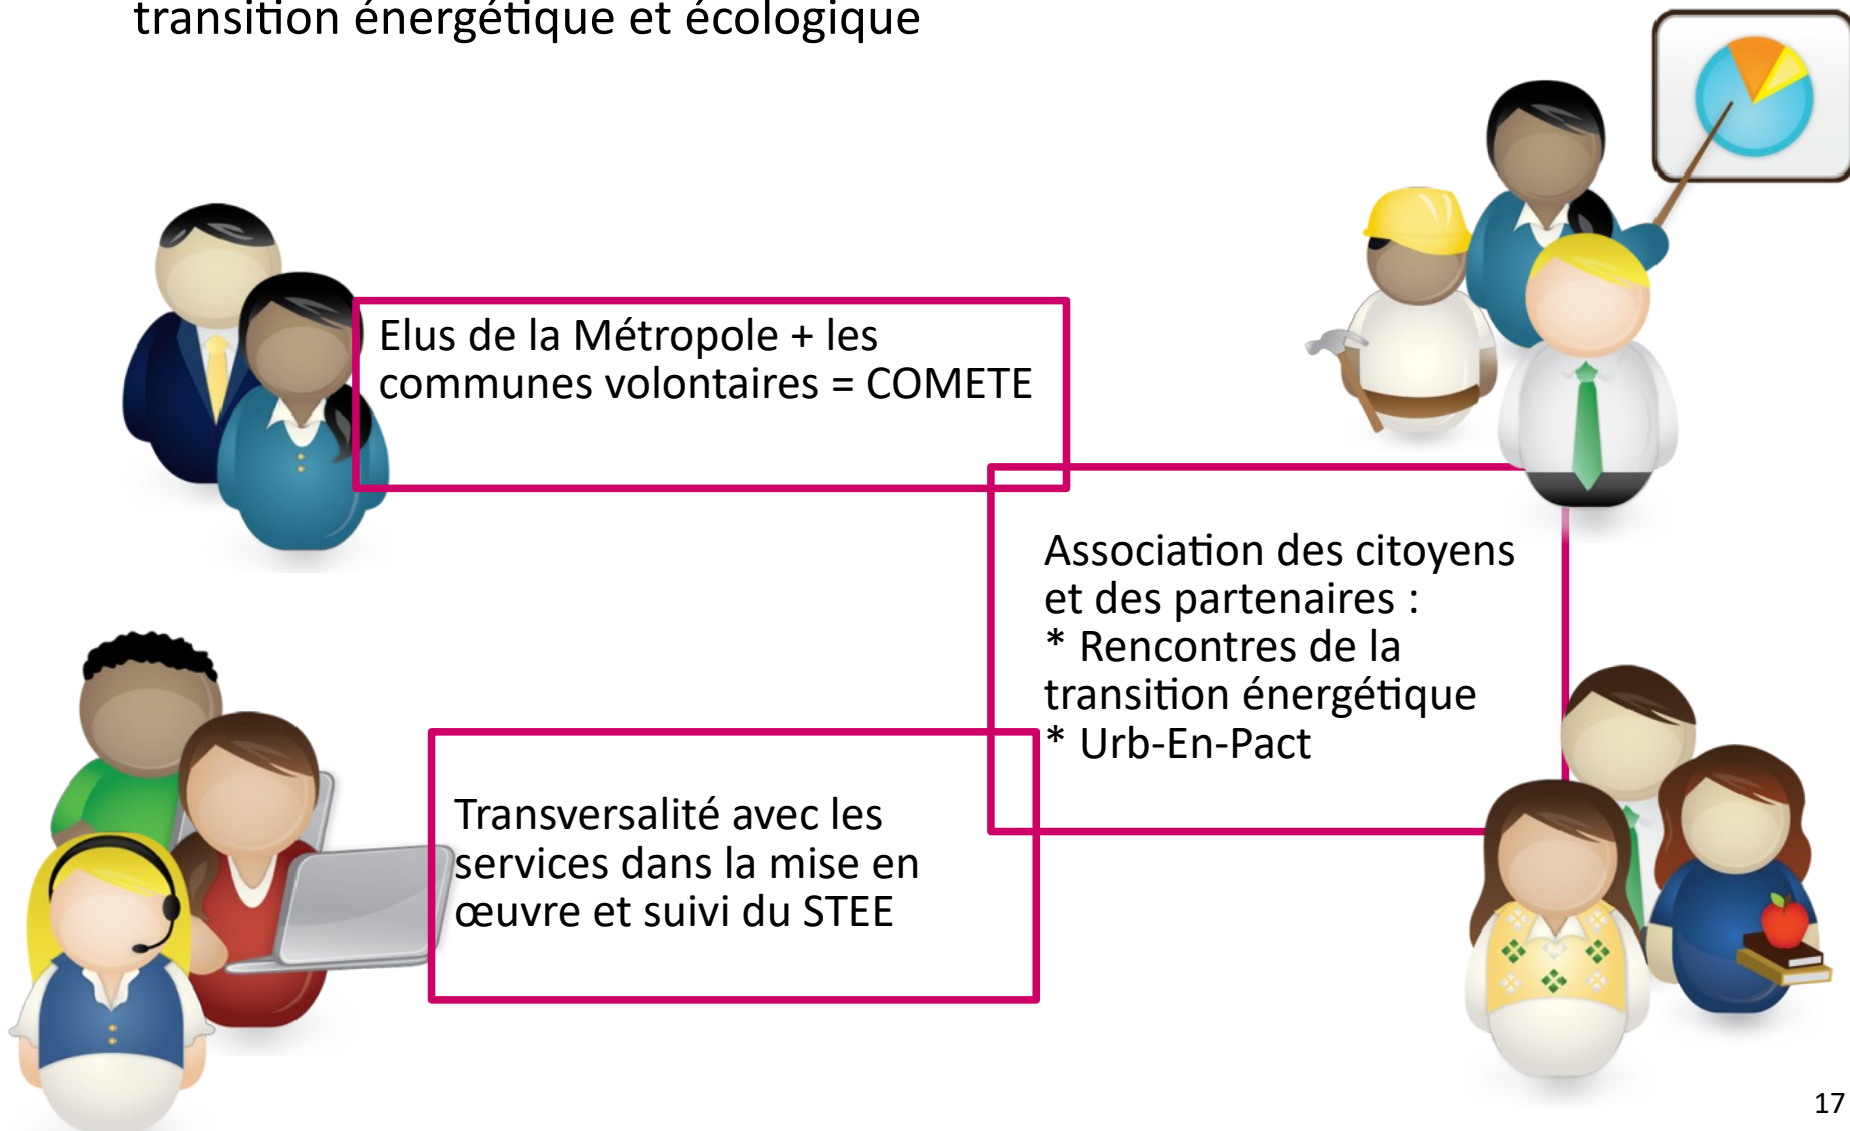 transition énergétique et écologique
Elus de la Métropole + les
communes volontaires = COMETE
Association des citoyens
et des partenaires :
* Rencontres de la
transition énergétique
* Urb-En-Pact
Transversalité avec les
services dans la mise en
œuvre et suivi du STEE
17